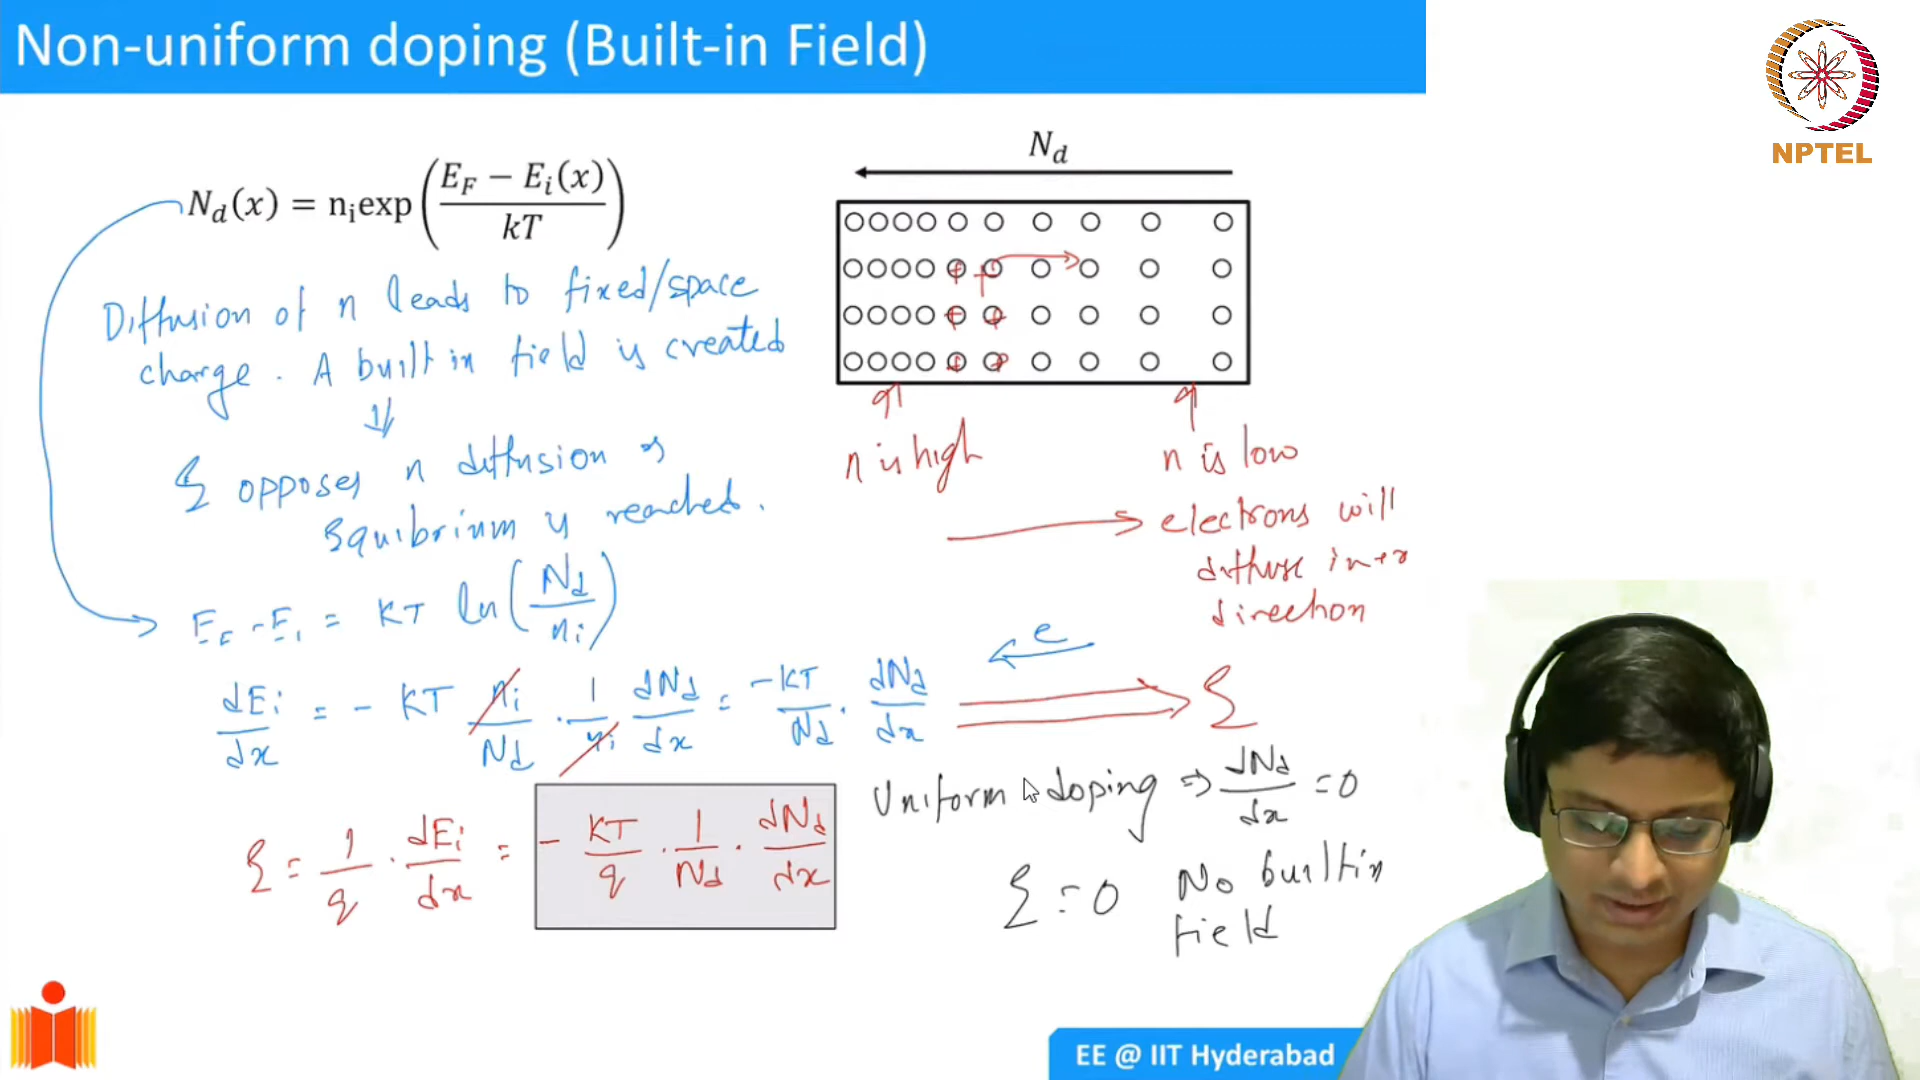 Non-uniform doping (Built-in Field)
NPTEL
N_d(x) = n_i exp((E_F − E_i(x)) / kT)
N_d
Diffusion of n leads to fixed/space
charge. A built in field is created
⇓
ξ opposes n diffusion &
Equibrium is reached.
n is high
n is low
electrons will
diffuse in +x
direction
E_F - E_i = KT ln(N_d / n_i)
e
dE_i/dx = - KT n_i/N_d · 1/n_i dN_d/dx = -KT/N_d · dN_d/dx
ξ
ξ = 1/q · dE_i/dx = - KT/q · 1/N_d · dN_d/dx
Uniform doping ⇒ dN_d/dx = 0
ξ = 0 No builtin
field
EE @ IIT Hyderabad